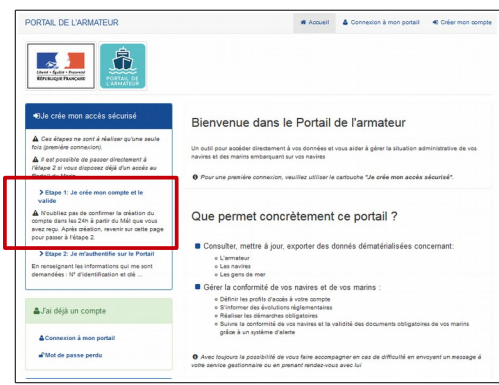 PORTAIL DE L'ARMATEUR
Accueil
Connexion à mon portail
Créer mon compte
Liberté • Égalité • Fraternité
RÉPUBLIQUE FRANÇAISE
PORTAIL DE
L'ARMATEUR
Je crée mon accès sécurisé
Ces étapes ne sont à réaliser qu'une seule
fois (première connexion).
Il est possible de passer directement à
l'étape 2 si vous disposez déjà d'un accès au
Portail du Marin
Etape 1: Je crée mon compte et le
valide
N'oubliez pas de confirmer la création du
compte dans les 24h à partir du Mél que vous
avez reçu. Après création, revenir sur cette page
pour passer à l'étape 2.
Etape 2: Je m'authentifie sur le Portail
En renseignant les informations qui me sont
demandées : N° d'identification et clé ...
J'ai déjà un compte
Connexion à mon portail
Mot de passe perdu
Bienvenue dans le Portail de l'armateur
Un outil pour accéder directement à vos données et vous aider à gérer la situation administrative de vos
navires et des marins embarquant sur vos navires
Pour une première connexion, veuillez utiliser le cartouche "Je crée mon accès sécurisé".
Que permet concrètement ce portail ?
Consulter, mettre à jour, exporter des donnés dématérialisées concernant:
L'armateur
Les navires
Les gens de mer
Gérer la conformité de vos navires et de vos marins :
Définir les profils d'accès à votre compte
S'informer des évolutions réglementaires
Réaliser les démarches obligatoires
Suivre la conformité de vos navires et la validité des documents obligatoires de vos marins
grâce à un système d'alerte
Avec toujours la possibilité de vous faire accompagner en cas de difficulté en envoyant un message à
votre service gestionnaire ou en prenant rendez-vous avec lui